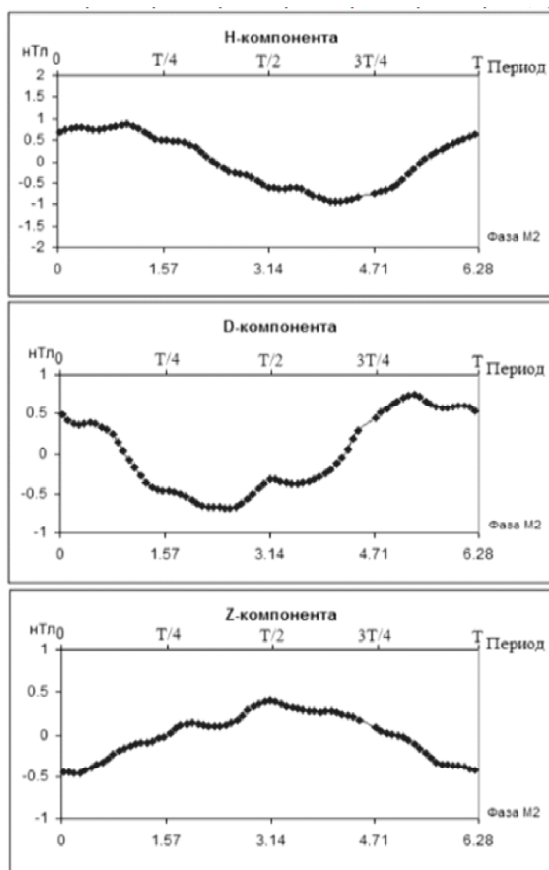 H-компонента
нТл 0 T/4 T/2 3T/4 T Период
2
1.5
1
0.5
0
-0.5
-1
-1.5
-2
Фаза М2
0 1.57 3.14 4.71 6.28
D-компонента
нТл 0 T/4 T/2 3T/4 T Период
1
0.5
0
-0.5
-1
Фаза М2
0 1.57 3.14 4.71 6.28
Z-компонента
нТл 0 T/4 T/2 3T/4 T Период
1
0.5
0
-0.5
-1
Фаза М2
0 1.57 3.14 4.71 6.28